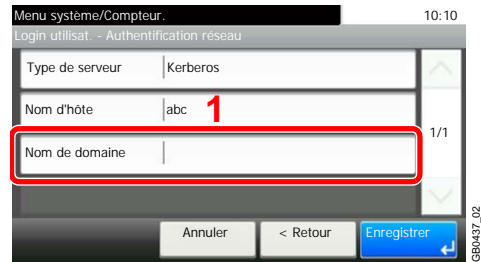 Menu système/Compteur. 10:10
Login utilisat. - Authentification réseau
Type de serveur Kerberos
Nom d'hôte abc 1
1/1
Nom de domaine
Annuler < Retour Enregistrer
GB0437_02